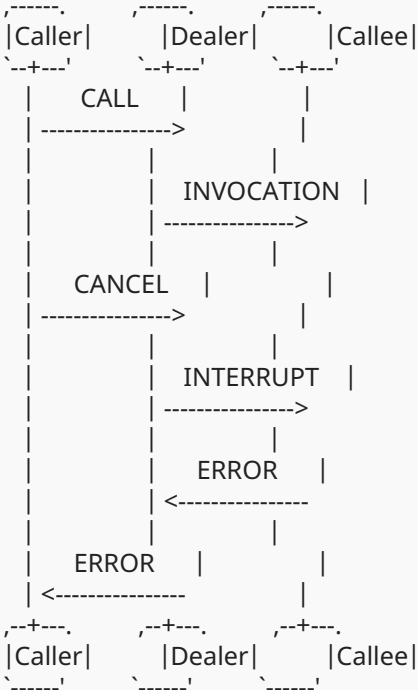 ,------.          ,------.          ,------.
|Caller|          |Dealer|          |Callee|
`--+---'          `--+---'          `--+---'
|       CALL      |                 |
| ---------------->                 |
|                 |                 |
|                 |    INVOCATION   |
|                 | ---------------->
|                 |                 |
|      CANCEL     |                 |
| ---------------->                 |
|                 |                 |
|                 |    INTERRUPT    |
|                 | ---------------->
|                 |                 |
|                 |      ERROR      |
|                 | <----------------
|                 |                 |
|      ERROR      |                 |
| <----------------                 |
,--+---.          ,--+---.          ,--+---.
|Caller|          |Dealer|          |Callee|
`------'          `------'          `------'